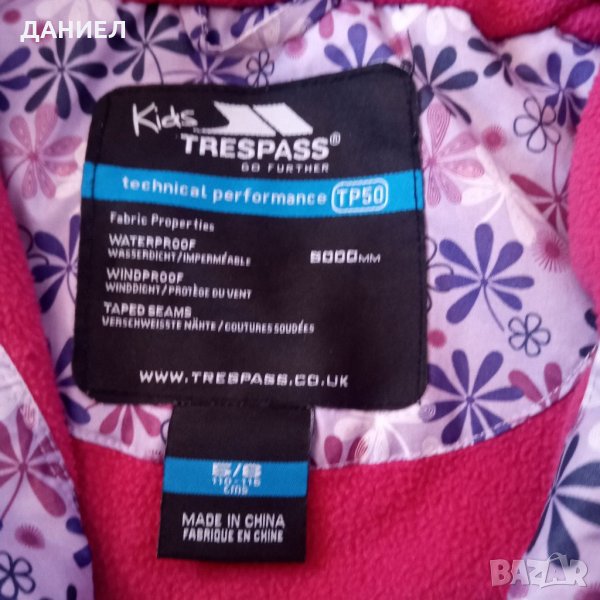 ДАНИЕЛ
Kids
TRESPASS®
GO FURTHER
technical performance TP50
Fabric Properties
WATERPROOF 5000MM
WASSERDICHT/IMPERMÉABLE
WINDPROOF
WINDDICHT/PROTÈGE DU VENT
TAPED SEAMS
VERSCHWEISSTE NÄHTE/COUTURES SOUDÉES
WWW.TRESPASS.CO.UK
5/6
110-116
cms
MADE IN CHINA
FABRIQUE EN CHINE
BAZAR